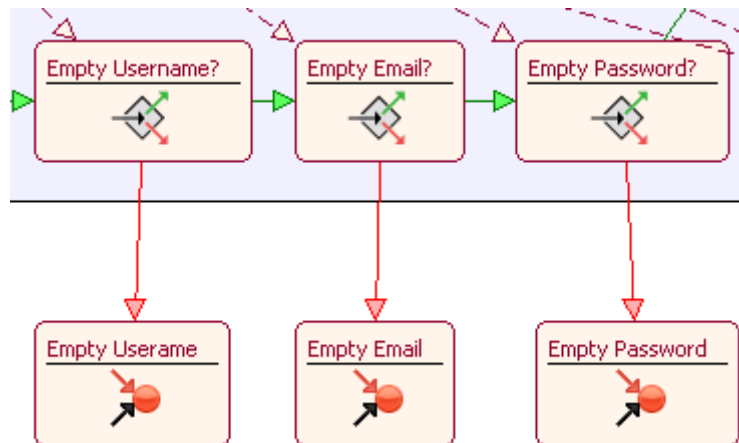 Empty Username?
Empty Email?
Empty Password?
Empty Userame
Empty Email
Empty Password